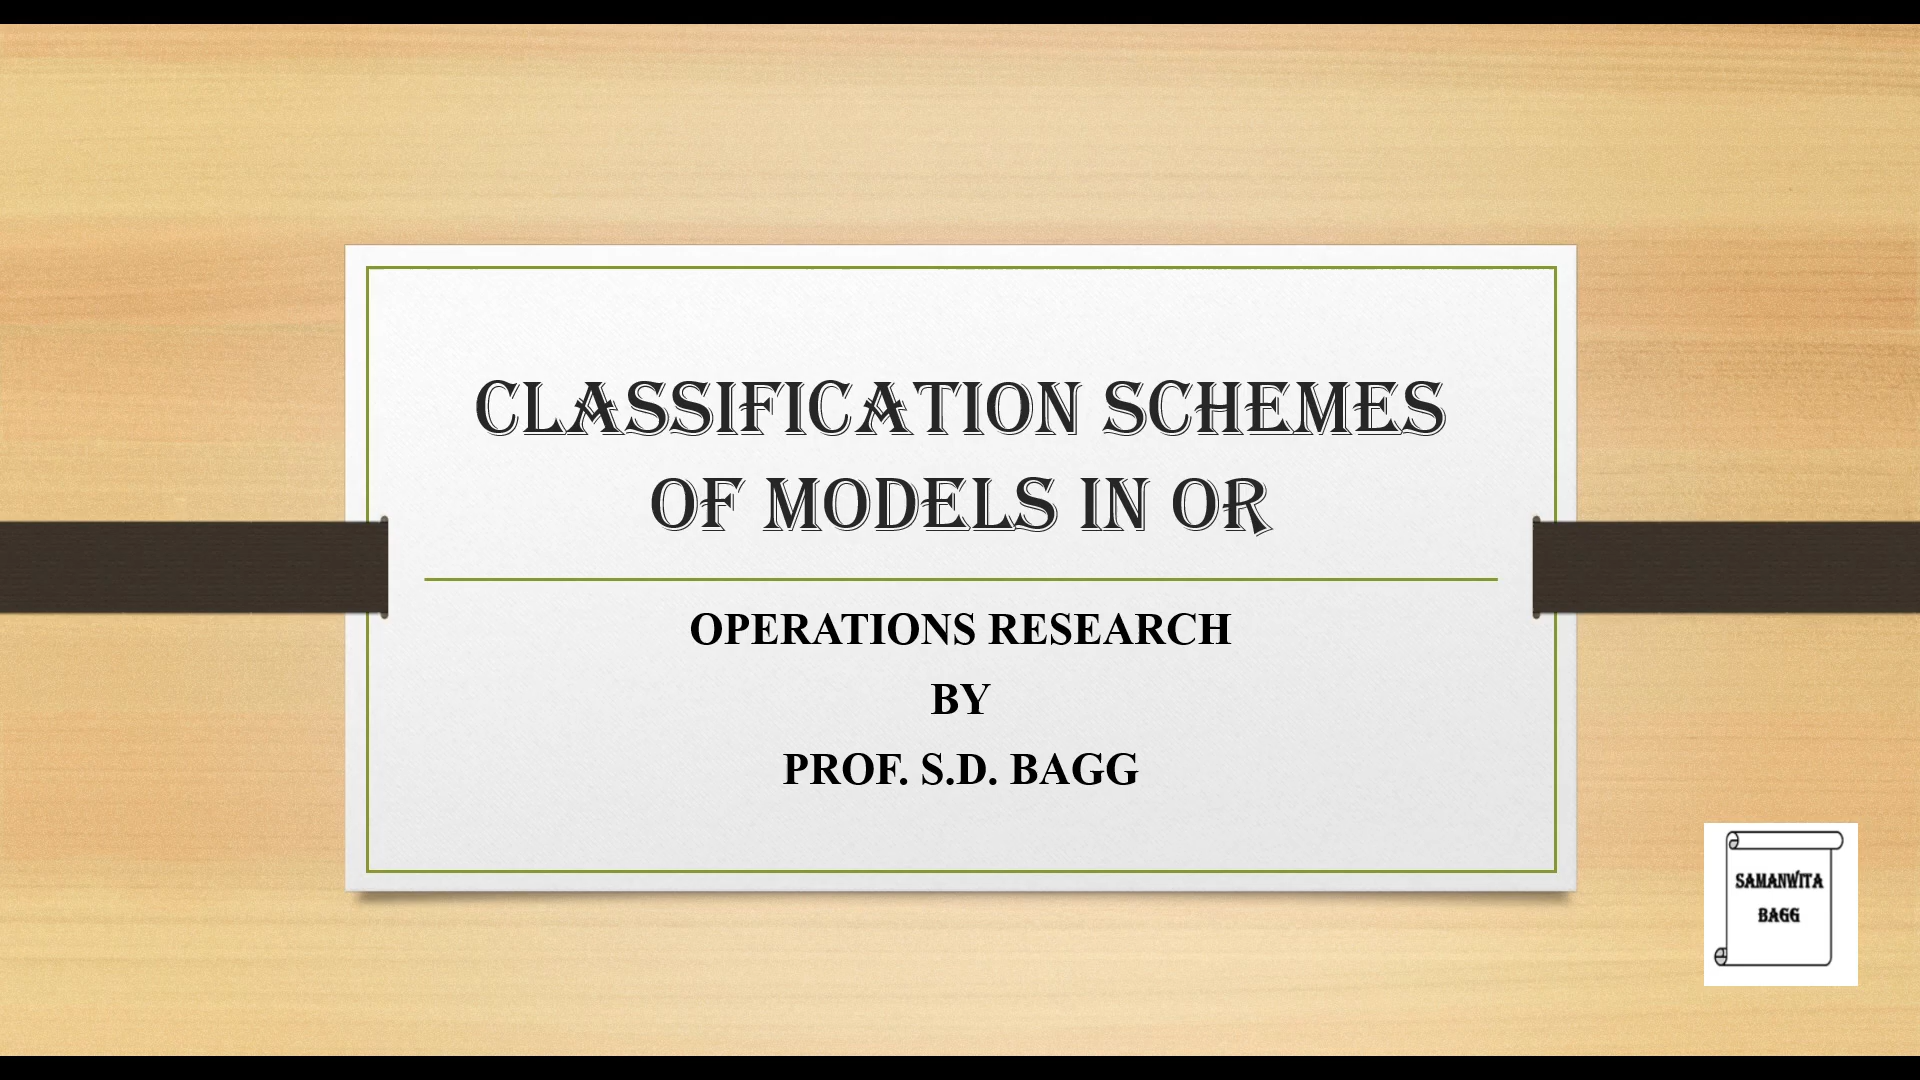 CLASSIFICATION SCHEMES
OF MODELS IN OR
OPERATIONS RESEARCH
BY
PROF. S.D. BAGG
SAMANWITA
BAGG